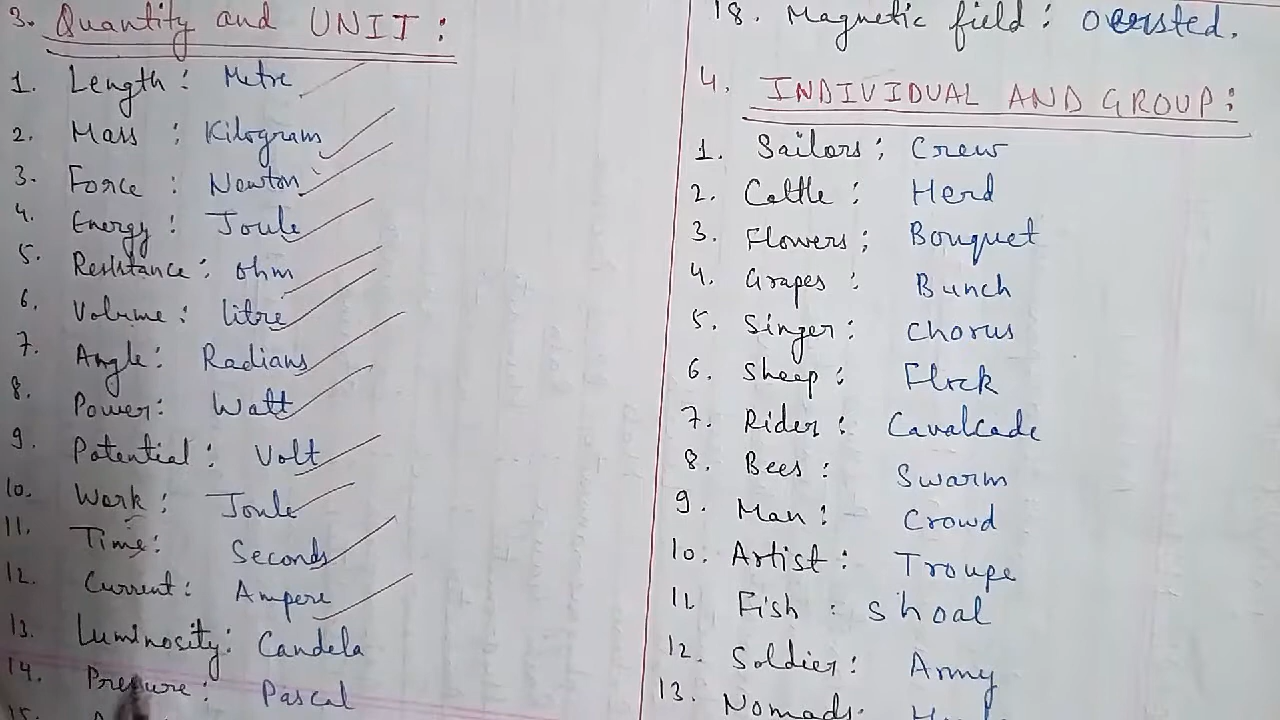 3. Quantity and UNIT :
1. Length : Metre
2. Mass : Kilogram
3. Force : Newton
4. Energy : Joule
5. Resistance : ohm
6. Volume : litre
7. Angle : Radians
8. Power : Watt
9. Potential : Volt
10. Work : Joule
11. Time : Seconds
12. Current : Ampere
13. Luminosity : Candela
14. Pressure : Pascal
15.
18. Magnetic field : Oersted.
4. INDIVIDUAL AND GROUP :
1. Sailors ; Crew
2. Cattle : Herd
3. Flowers ; Bouquet
4. Grapes : Bunch
5. Singer : Chorus
6. Sheep : Flock
7. Rider : Cavalcade
8. Bees : Swarm
9. Man : Crowd
10. Artist : Troupe
11 Fish : Shoal
12. Soldier : Army
13. Nomads.